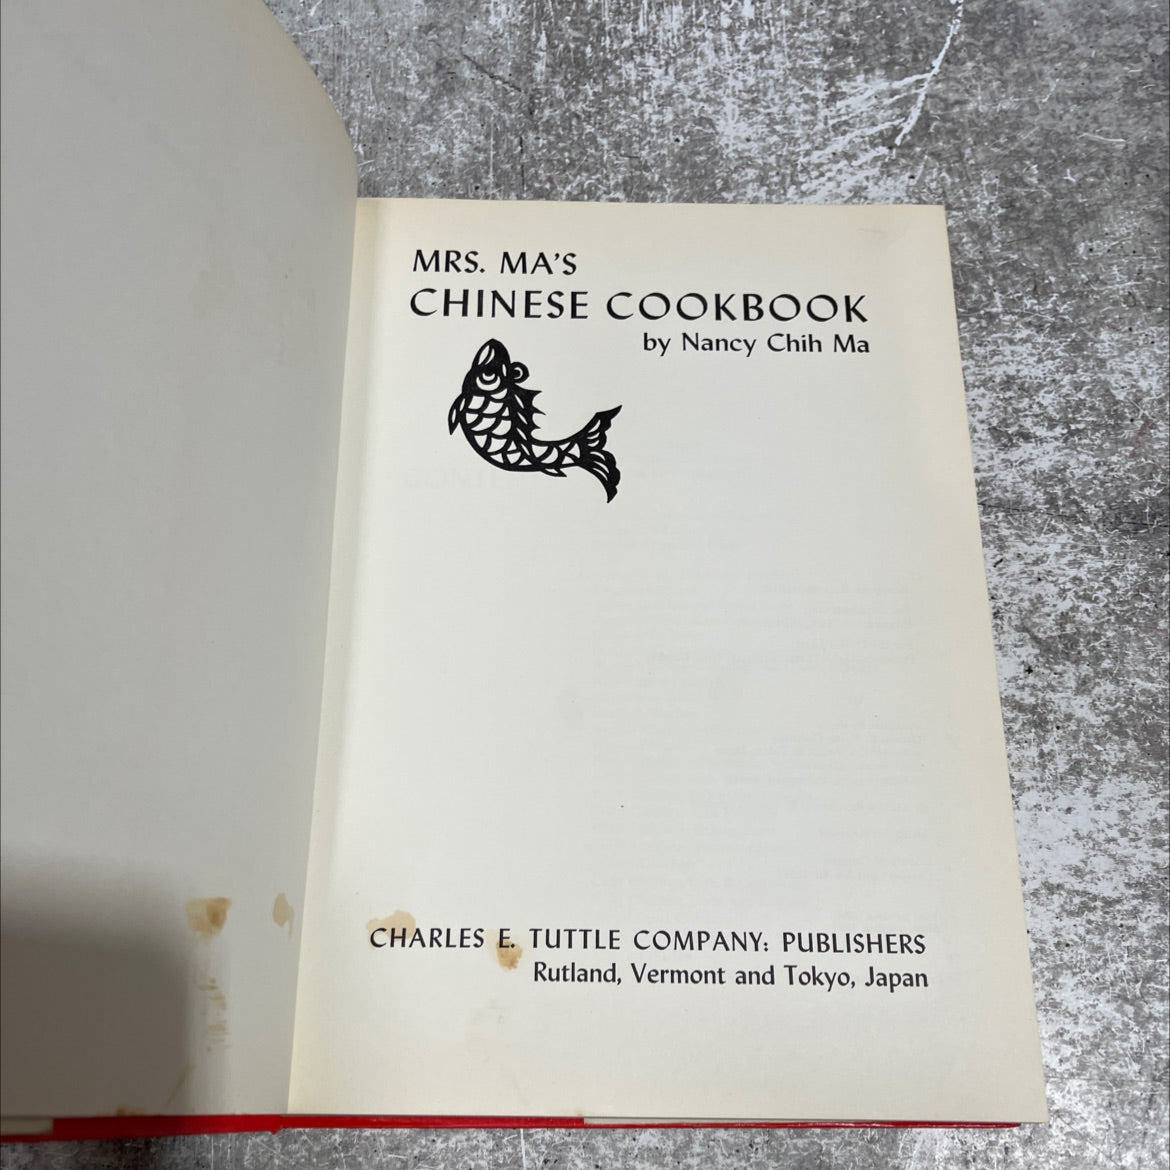 MRS. MA'S
CHINESE COOKBOOK
by Nancy Chih Ma
CHARLES E. TUTTLE COMPANY: PUBLISHERS
Rutland, Vermont and Tokyo, Japan